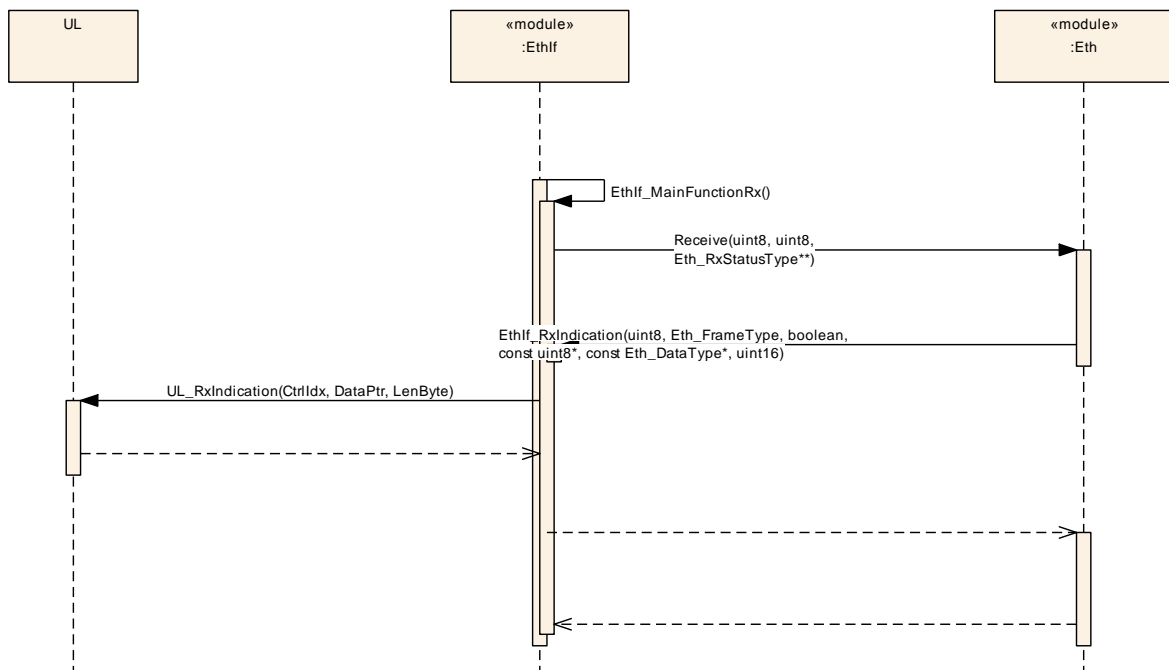 UL
«module»
:EthIf
«module»
:Eth
EthIf_MainFunctionRx()
Receive(uint8, uint8,
Eth_RxStatusType**)
EthIf_RxIndication(uint8, Eth_FrameType, boolean,
const uint8*, const Eth_DataType*, uint16)
UL_RxIndication(CtrlIdx, DataPtr, LenByte)